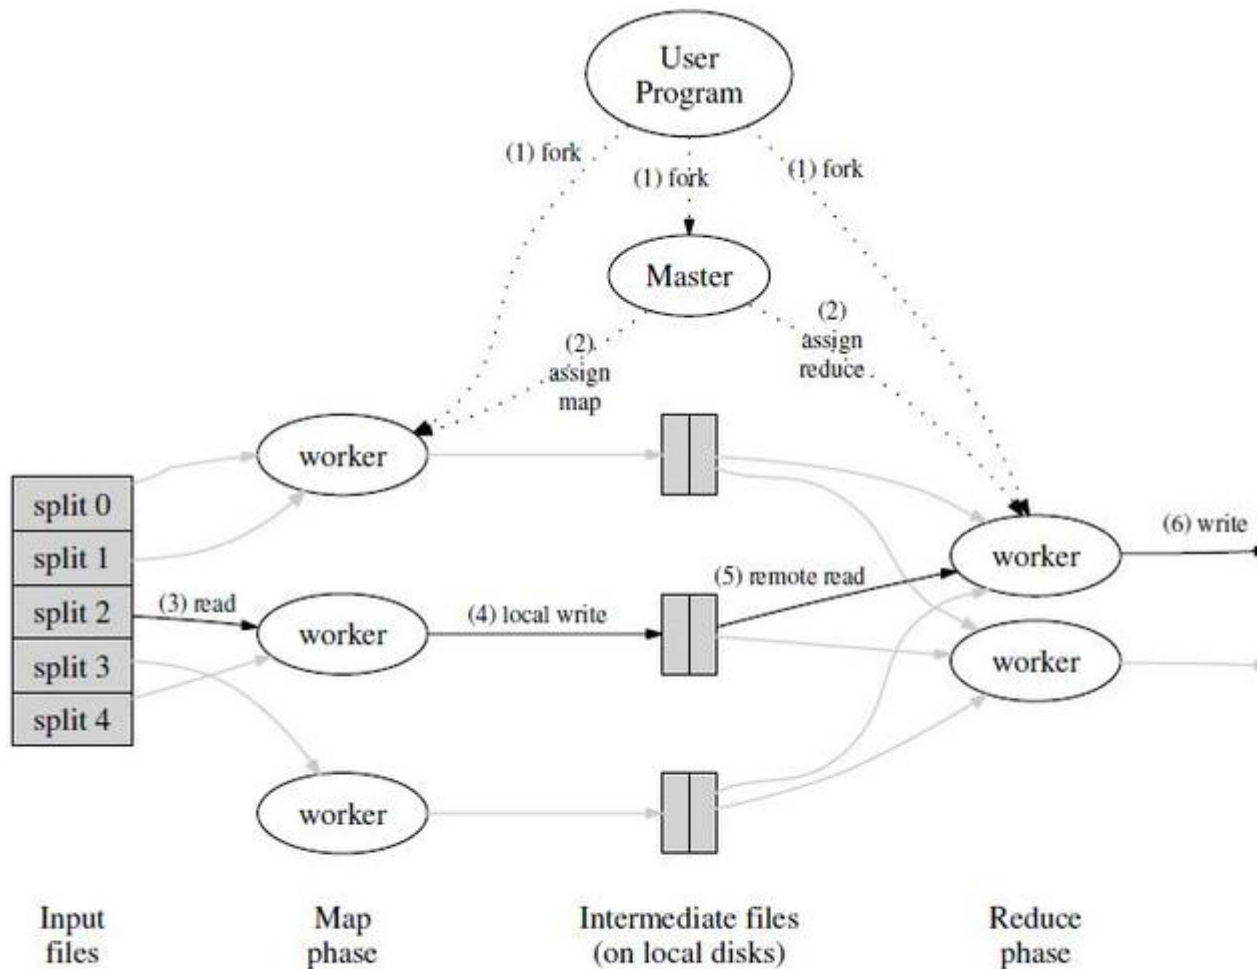 User
Program
(1) fork
(1) fork
(1) fork
Master
(2)
assign
map
(2)
assign
reduce
worker
split 0
split 1
split 2
split 3
split 4
(3) read
worker
(4) local write
(5) remote read
worker
(6) write
worker
worker
Input
files
Map
phase
Intermediate files
(on local disks)
Reduce
phase